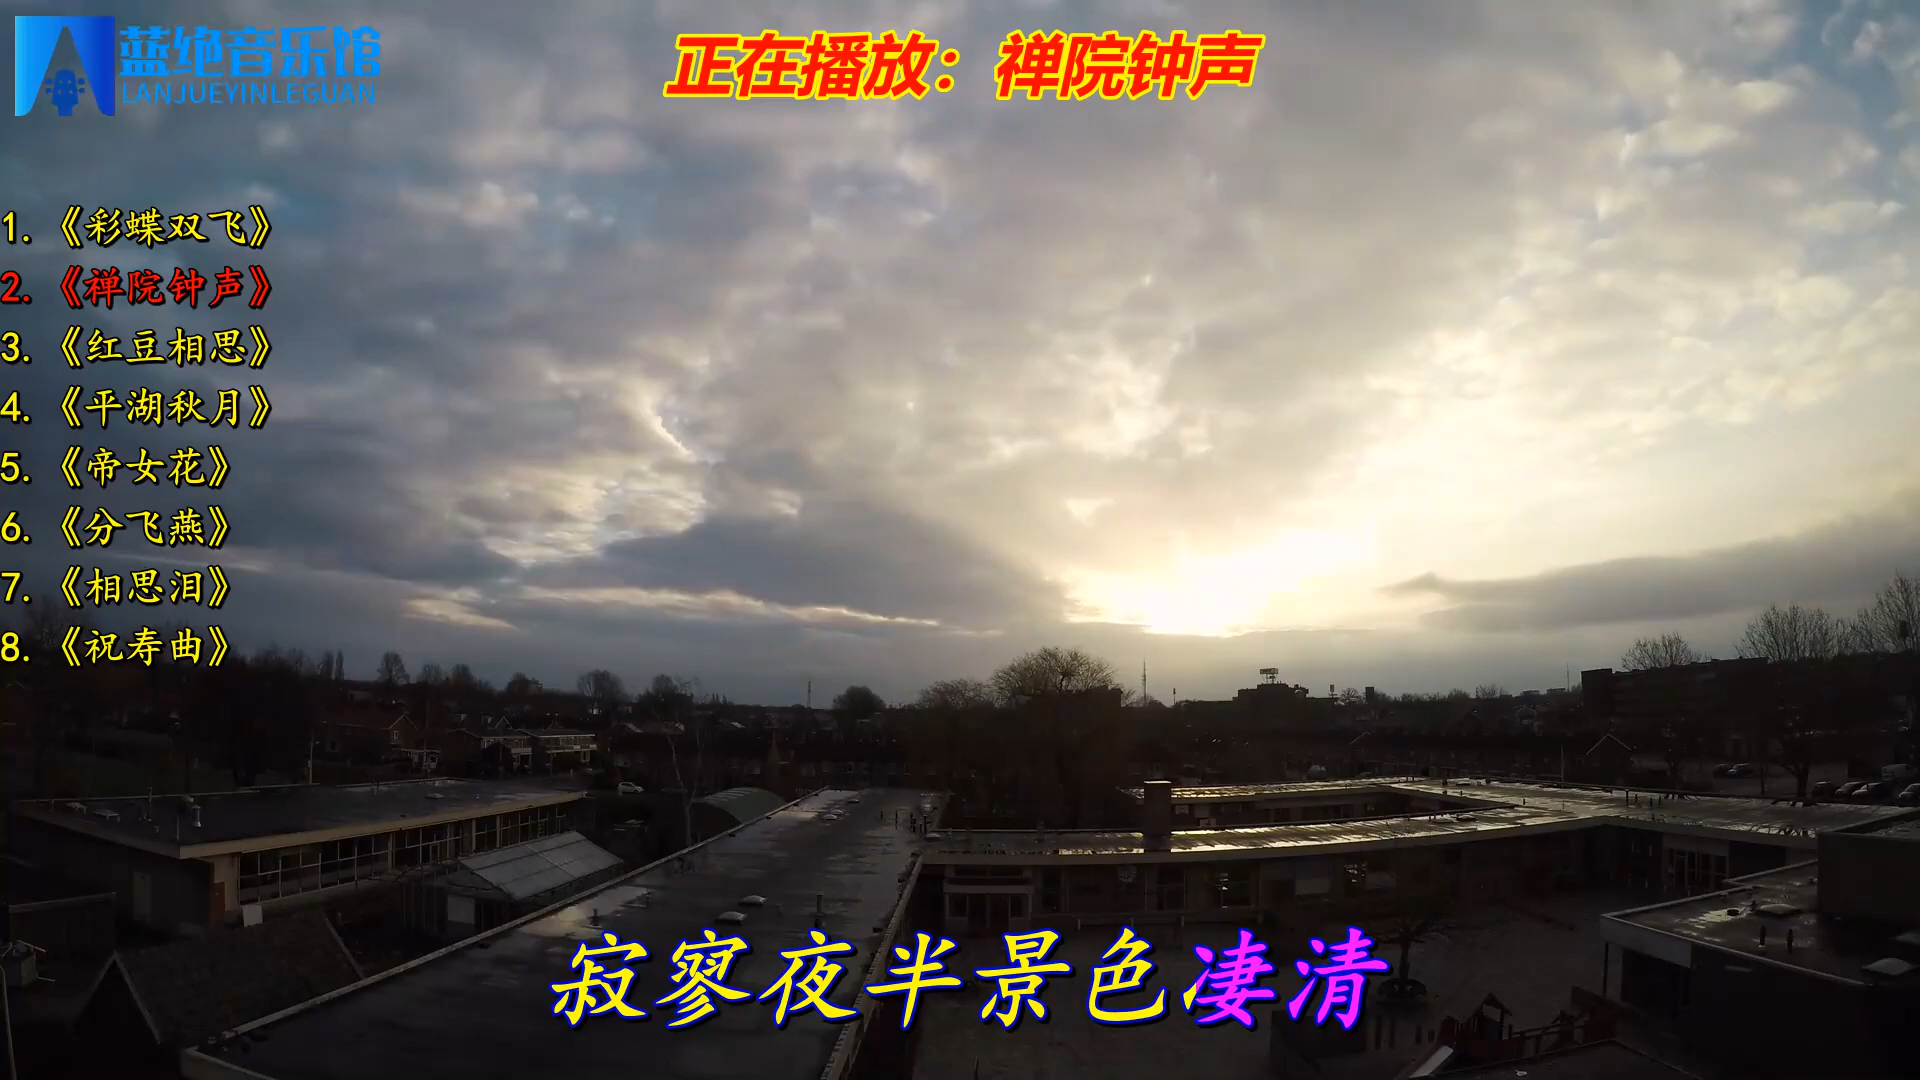 蓝绝音乐馆
LANJUEYINLEGUAN
正在播放：禅院钟声
1.《彩蝶双飞》
2.《禅院钟声》
3.《红豆相思》
4.《平湖秋月》
5.《帝女花》
6.《分飞燕》
7.《相思泪》
8.《祝寿曲》
寂寥夜半景色凄清